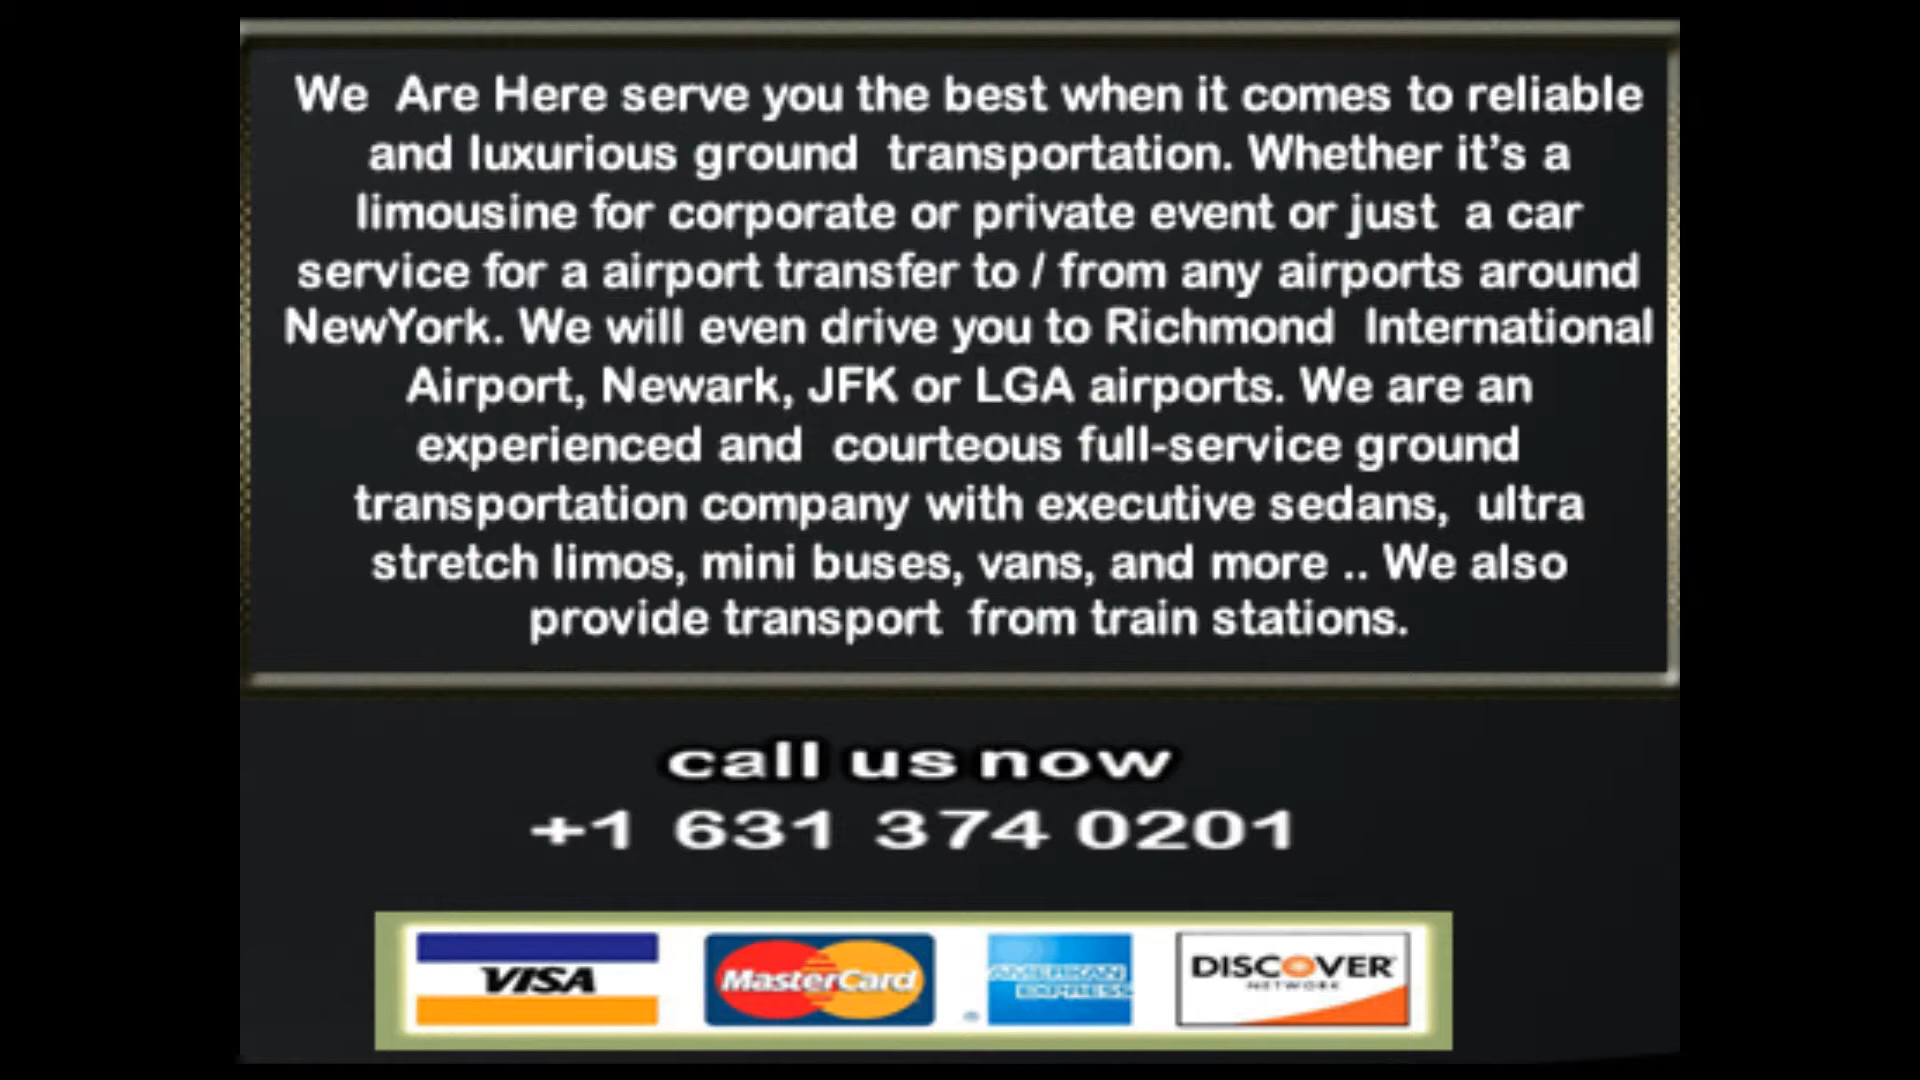 We Are Here serve you the best when it comes to reliable
and luxurious ground transportation. Whether it's a
limousine for corporate or private event or just a car
service for a airport transfer to / from any airports around
NewYork. We will even drive you to Richmond International
Airport, Newark, JFK or LGA airports. We are an
experienced and courteous full-service ground
transportation company with executive sedans, ultra
stretch limos, mini buses, vans, and more .. We also
provide transport from train stations.
call us now
+1 631 374 0201
VISA
MasterCard
AMERICAN
EXPRESS
DISCOVER
NETWORK